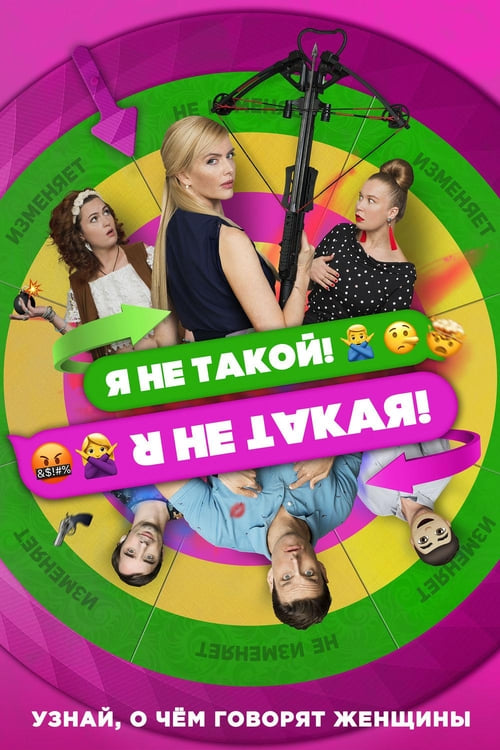 НЕ ИЗМЕНЯЕТ
ИЗМЕНЯЕТ
ИЗМЕНЯЕТ
Я НЕ ТАКОЙ!
Я НЕ ТАКАЯ!
&$!#%
ИЗМЕНЯЕТ
ИЗМЕНЯЕТ
НЕ ИЗМЕНЯЕТ
УЗНАЙ, О ЧЁМ ГОВОРЯТ ЖЕНЩИНЫ